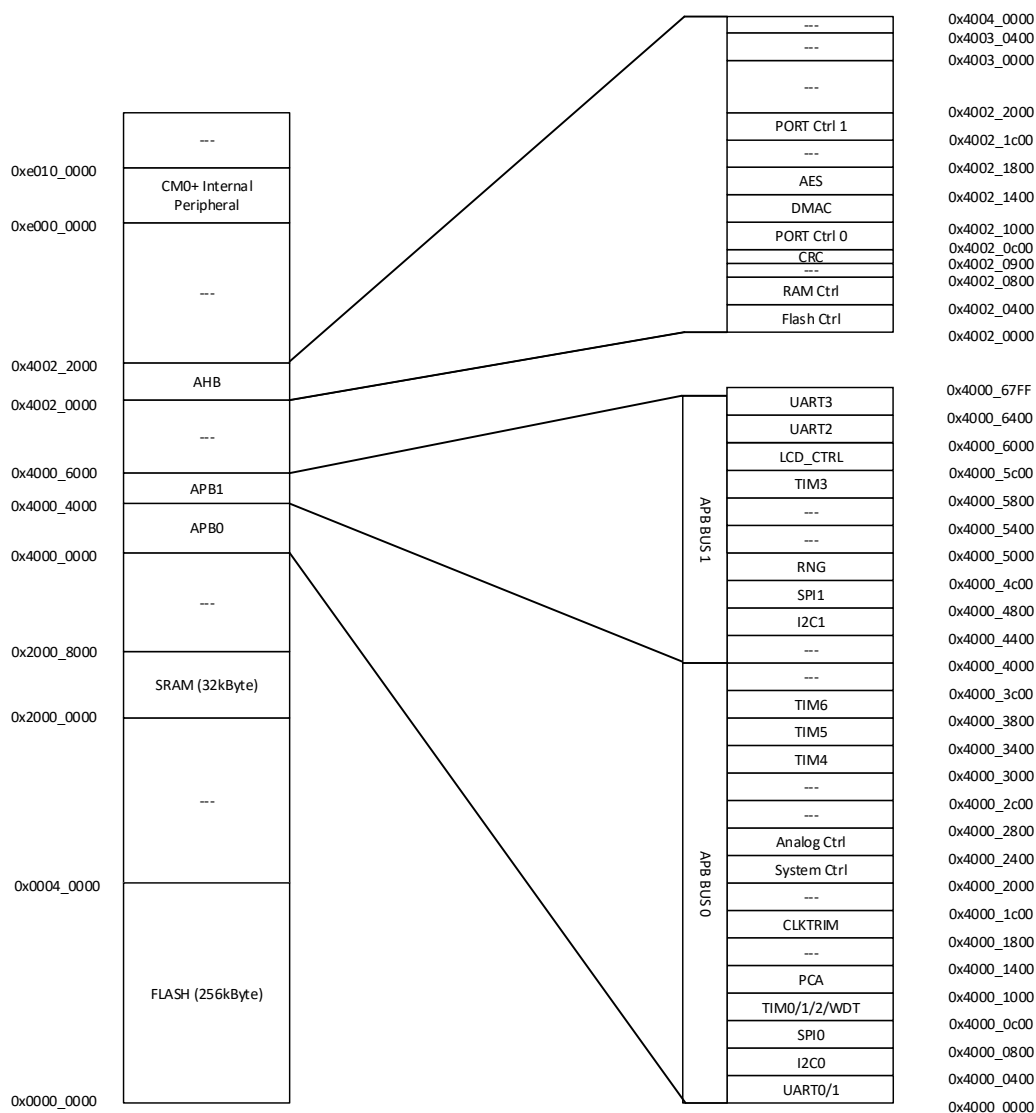 ---
0xe010_0000
CM0+ Internal
Peripheral
0xe000_0000
---
0x4002_2000
AHB
0x4002_0000
---
0x4000_6000
APB1
0x4000_4000
APB0
0x4000_0000
---
0x2000_8000
SRAM (32kByte)
0x2000_0000
---
0x0004_0000
FLASH (256kByte)
0x0000_0000
0x4004_0000
---
0x4003_0400
---
0x4003_0000
---
0x4002_2000
PORT Ctrl 1
0x4002_1c00
---
0x4002_1800
AES
0x4002_1400
DMAC
0x4002_1000
PORT Ctrl 0
0x4002_0c00
CRC
0x4002_0900
---
0x4002_0800
RAM Ctrl
0x4002_0400
Flash Ctrl
0x4002_0000
APB BUS 1
0x4000_67FF
UART3
0x4000_6400
UART2
0x4000_6000
LCD_CTRL
0x4000_5c00
TIM3
0x4000_5800
---
0x4000_5400
---
0x4000_5000
RNG
0x4000_4c00
SPI1
0x4000_4800
I2C1
0x4000_4400
---
0x4000_4000
APB BUS 0
---
0x4000_3c00
TIM6
0x4000_3800
TIM5
0x4000_3400
TIM4
0x4000_3000
---
0x4000_2c00
---
0x4000_2800
Analog Ctrl
0x4000_2400
System Ctrl
0x4000_2000
---
0x4000_1c00
CLKTRIM
0x4000_1800
---
0x4000_1400
PCA
0x4000_1000
TIM0/1/2/WDT
0x4000_0c00
SPI0
0x4000_0800
I2C0
0x4000_0400
UART0/1
0x4000_0000